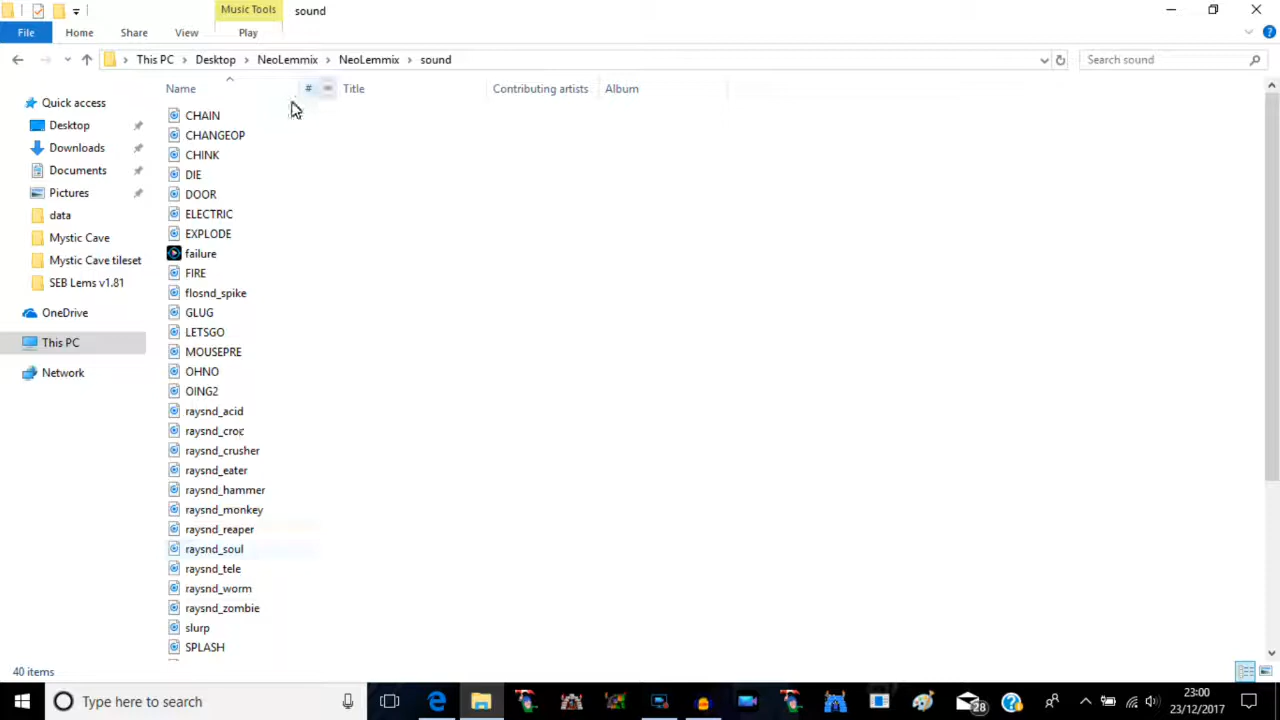 Music Tools sound
File Home Share View Play
This PC Desktop NeoLemmix NeoLemmix sound Search sound
Name # Title Contributing artists Album
Quick access
Desktop
Downloads
Documents
Pictures
data
Mystic Cave
Mystic Cave tileset
SEB Lems v1.81
OneDrive
This PC
Network
CHAIN
CHANGEOP
CHINK
DIE
DOOR
ELECTRIC
EXPLODE
failure
FIRE
flosnd_spike
GLUG
LETSGO
MOUSEPRE
OHNO
OING2
raysnd_acid
raysnd_croc
raysnd_crusher
raysnd_eater
raysnd_hammer
raysnd_monkey
raysnd_reaper
raysnd_soul
raysnd_tele
raysnd_worm
raysnd_zombie
slurp
SPLASH
40 items
Type here to search
28
23:00
23/12/2017